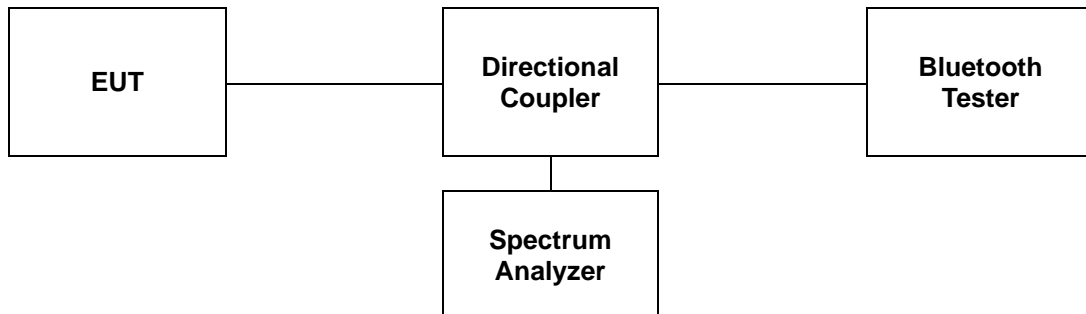 EUT
Directional
Coupler
Bluetooth
Tester
Spectrum
Analyzer